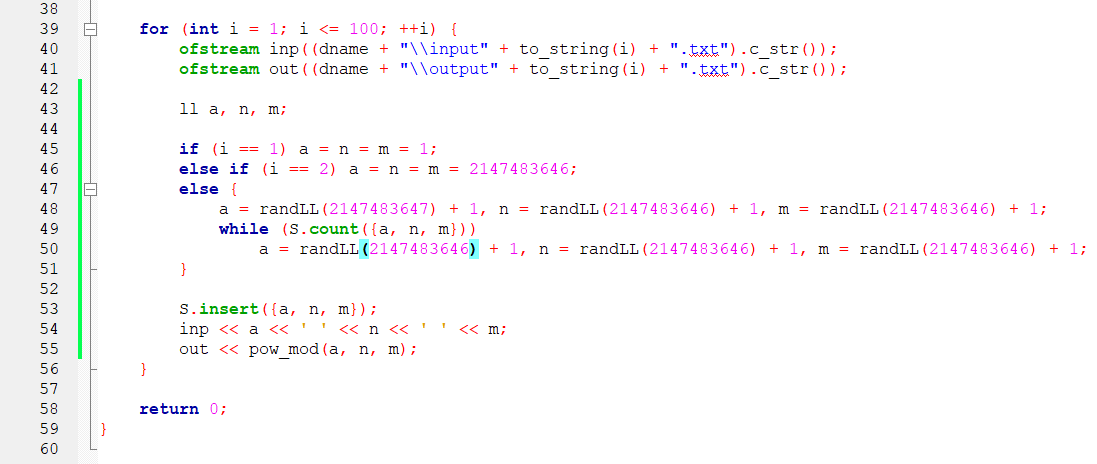 38
39 for (int i = 1; i <= 100; ++i) {
40 ofstream inp((dname + "\\input" + to_string(i) + ".txt").c_str());
41 ofstream out((dname + "\\output" + to_string(i) + ".txt").c_str());
42
43 ll a, n, m;
44
45 if (i == 1) a = n = m = 1;
46 else if (i == 2) a = n = m = 2147483646;
47 else {
48 a = randLL(2147483647) + 1, n = randLL(2147483646) + 1, m = randLL(2147483646) + 1;
49 while (S.count({a, n, m}))
50 a = randLL(2147483646) + 1, n = randLL(2147483646) + 1, m = randLL(2147483646) + 1;
51 }
52
53 S.insert({a, n, m});
54 inp << a << ' ' << n << ' ' << m;
55 out << pow_mod(a, n, m);
56 }
57
58 return 0;
59 }
60